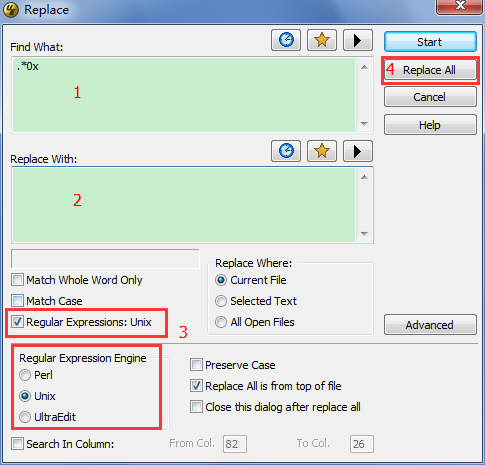 Replace
Find What:
Start
.*0x
1
4 Replace All
Cancel
Help
Replace With:
2
Replace Where:
Match Whole Word Only
Current File
Match Case
Selected Text
Regular Expressions: Unix
3
All Open Files
Advanced
Regular Expression Engine
Perl
Preserve Case
Unix
Replace All is from top of file
UltraEdit
Close this dialog after replace all
Search In Column:
From Col. 82
To Col. 26